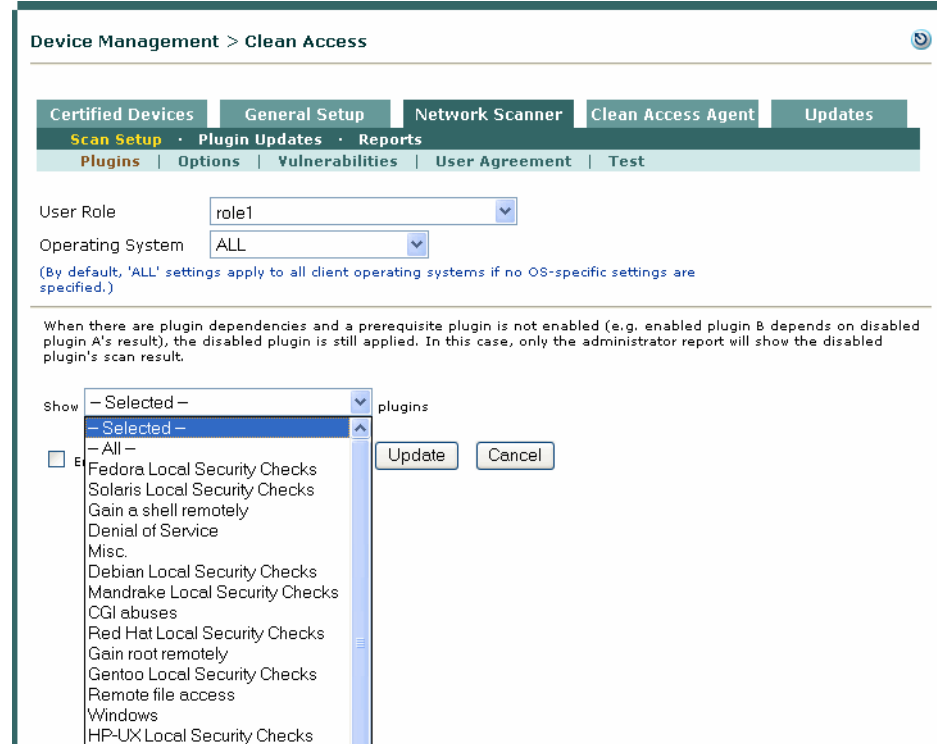 Device Management > Clean Access
Certified Devices General Setup Network Scanner Clean Access Agent Updates
Scan Setup · Plugin Updates · Reports
Plugins | Options | Vulnerabilities | User Agreement | Test
User Role role1
Operating System ALL
(By default, 'ALL' settings apply to all client operating systems if no OS-specific settings are
specified.)
When there are plugin dependencies and a prerequisite plugin is not enabled (e.g. enabled plugin B depends on disabled
plugin A's result), the disabled plugin is still applied. In this case, only the administrator report will show the disabled
plugin's scan result.
Show – Selected – plugins
– Selected –
– All –
Update Cancel
Fedora Local Security Checks
Solaris Local Security Checks
Gain a shell remotely
Denial of Service
Misc.
Debian Local Security Checks
Mandrake Local Security Checks
CGI abuses
Red Hat Local Security Checks
Gain root remotely
Gentoo Local Security Checks
Remote file access
Windows
HP-UX Local Security Checks